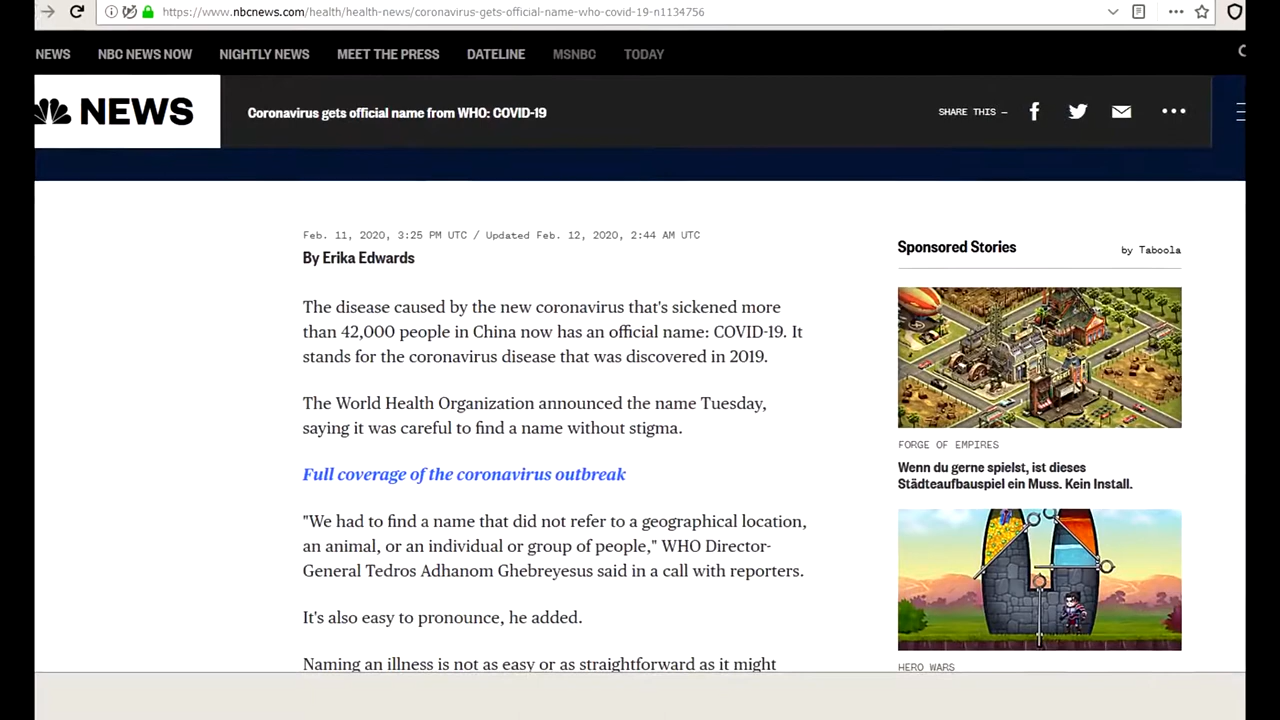 https://www.nbcnews.com/health/health-news/coronavirus-gets-official-name-who-covid-19-n1134756
NEWS NBC NEWS NOW NIGHTLY NEWS MEET THE PRESS DATELINE MSNBC TODAY
NEWS
Coronavirus gets official name from WHO: COVID-19
SHARE THIS —
Feb. 11, 2020, 3:25 PM UTC / Updated Feb. 12, 2020, 2:44 AM UTC
By Erika Edwards
The disease caused by the new coronavirus that's sickened more
than 42,000 people in China now has an official name: COVID-19. It
stands for the coronavirus disease that was discovered in 2019.
The World Health Organization announced the name Tuesday,
saying it was careful to find a name without stigma.
Full coverage of the coronavirus outbreak
"We had to find a name that did not refer to a geographical location,
an animal, or an individual or group of people," WHO Director-
General Tedros Adhanom Ghebreyesus said in a call with reporters.
It's also easy to pronounce, he added.
Naming an illness is not as easy or as straightforward as it might
Sponsored Stories
by Taboola
FORGE OF EMPIRES
Wenn du gerne spielst, ist dieses
Städteaufbauspiel ein Muss. Kein Install.
HERO WARS